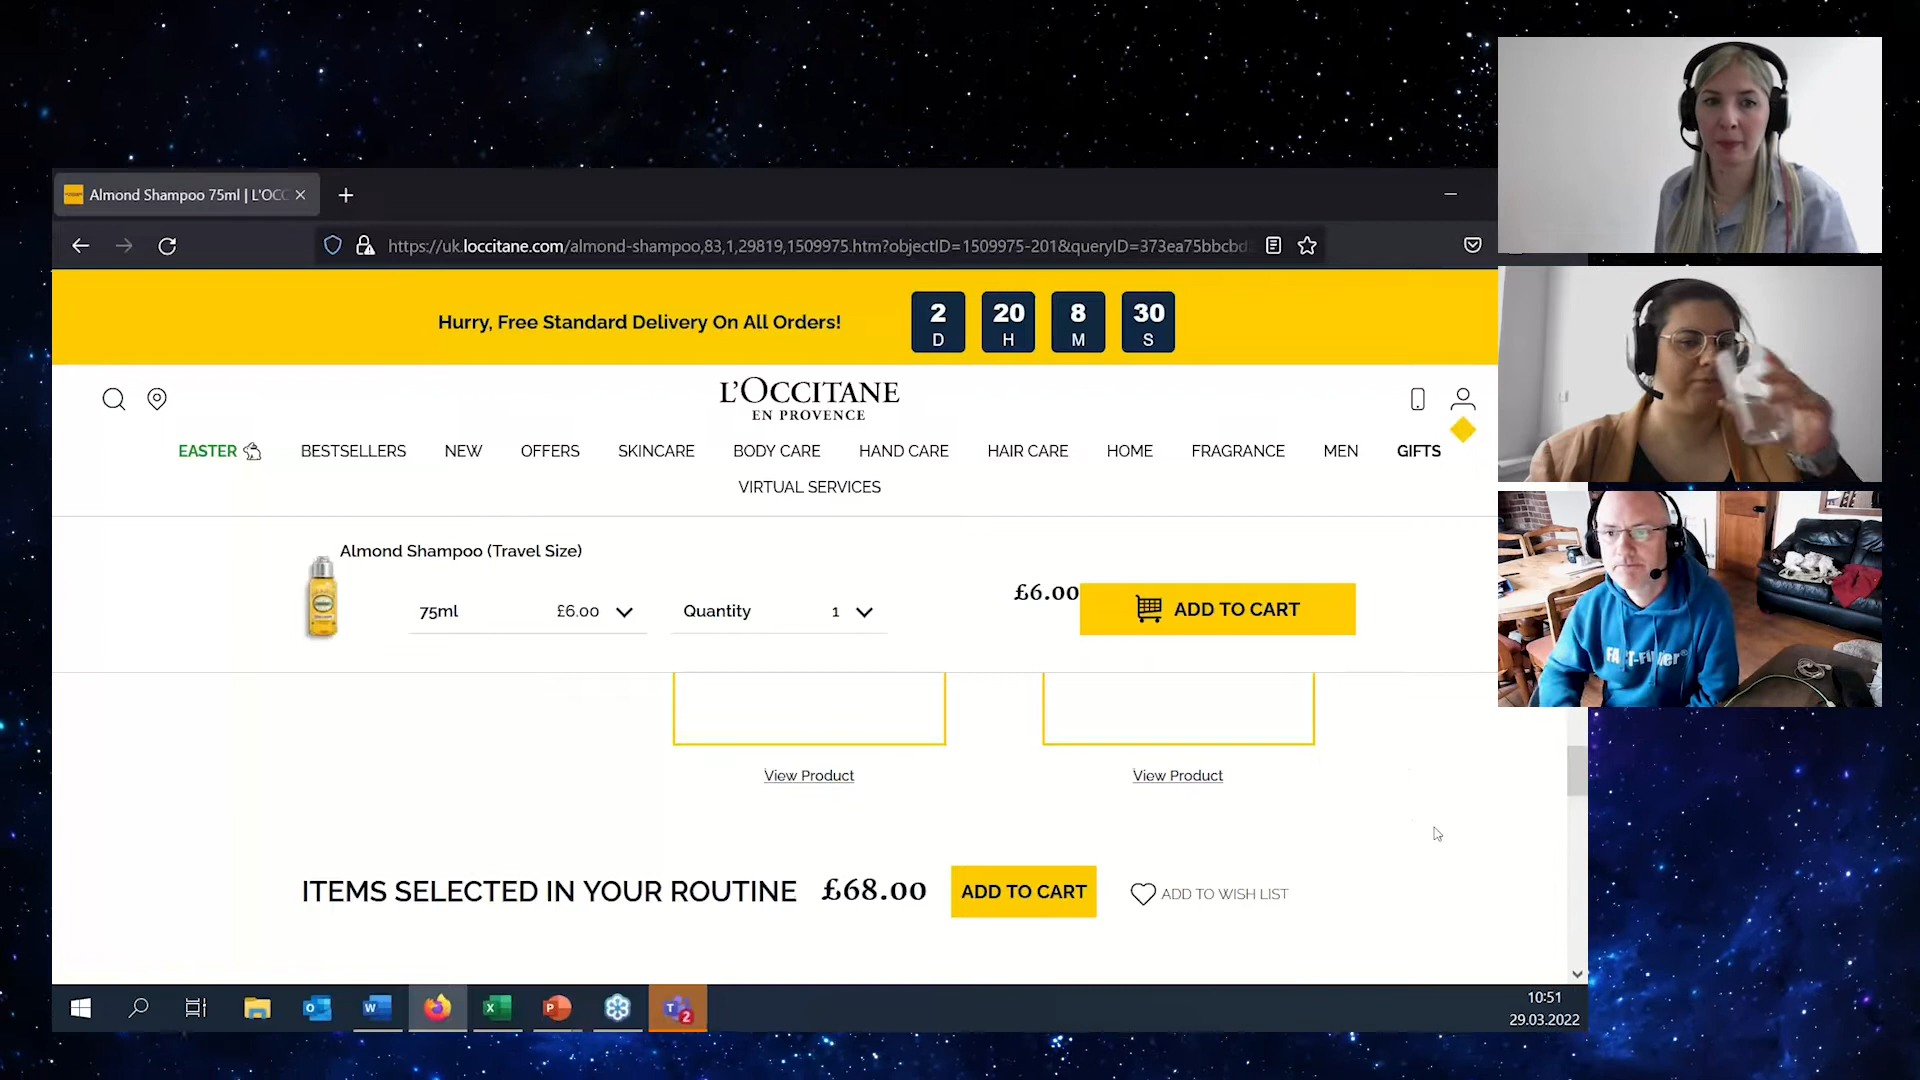 Almond Shampoo 75ml | L'OCC
https://uk.loccitane.com/almond-shampoo,83,1,29819,1509975.htm?objectID=1509975-201&queryID=373ea75bbcbd
Hurry, Free Standard Delivery On All Orders!
2 20 8 30
D H M S
L'OCCITANE
EN PROVENCE
EASTER BESTSELLERS NEW OFFERS SKINCARE BODY CARE HAND CARE HAIR CARE HOME FRAGRANCE MEN GIFTS
VIRTUAL SERVICES
Almond Shampoo (Travel Size)
75ml £6.00 Quantity 1 £6.00 ADD TO CART
View Product View Product
ITEMS SELECTED IN YOUR ROUTINE £68.00 ADD TO CART ADD TO WISH LIST
10:51
29.03.2022